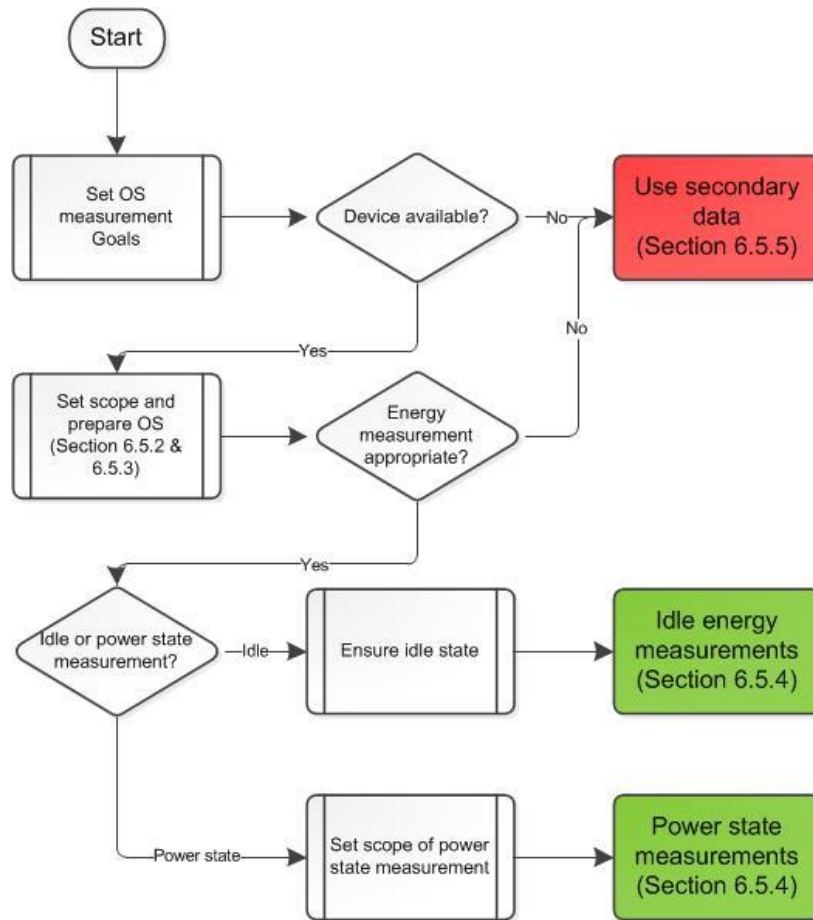 Start
Set OS
measurement
Goals
Device available?
No
Use secondary
data
(Section 6.5.5)
Yes
No
Set scope and
prepare OS
(Section 6.5.2 &
6.5.3)
Energy
measurement
appropriate?
Yes
Idle or power state
measurement?
Idle
Ensure idle state
Idle energy
measurements
(Section 6.5.4)
Power state
Set scope of power
state measurement
Power state
measurements
(Section 6.5.4)